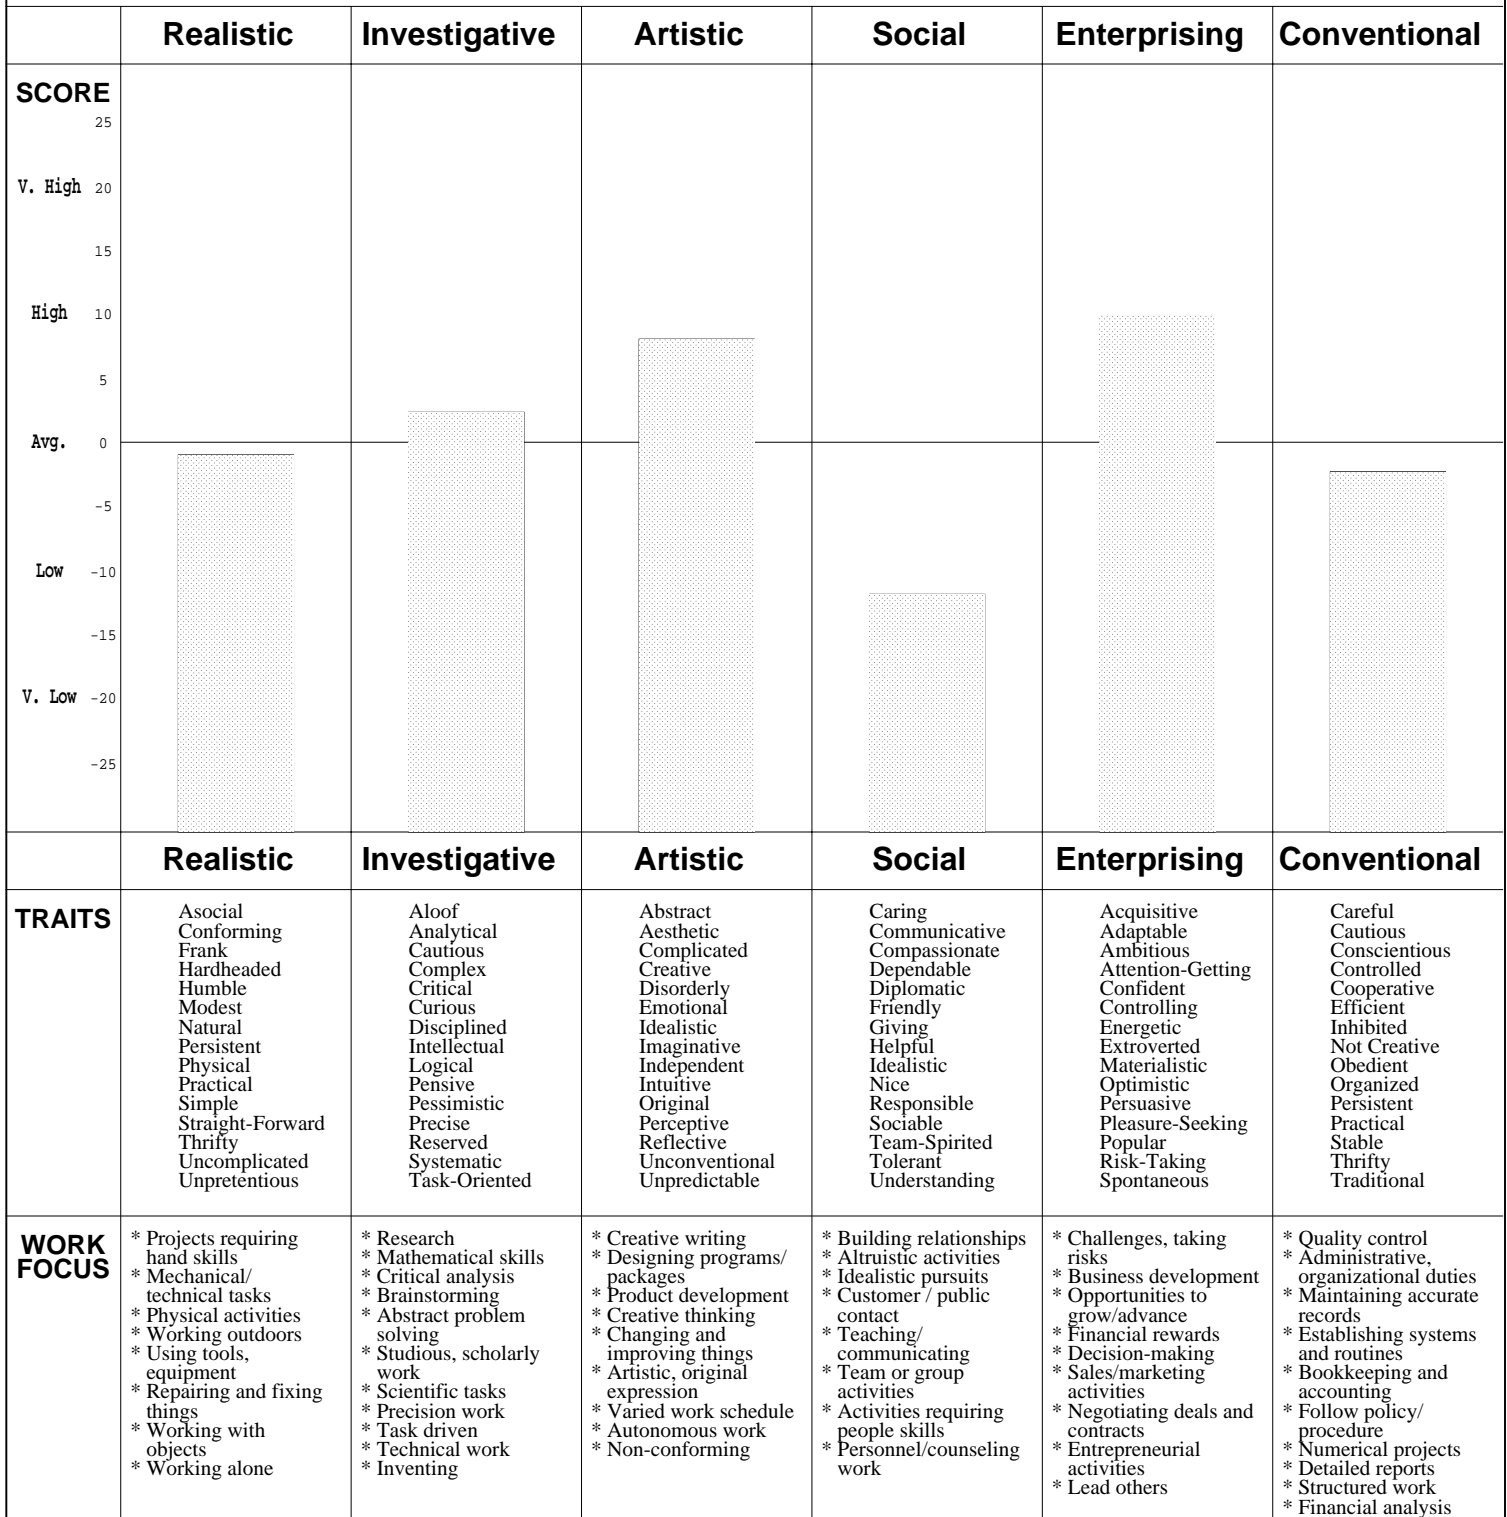 Realistic Investigative Artistic Social Enterprising Conventional
SCORE
25
V. High 20
15
High 10
5
Avg. 0
-5
Low -10
-15
V. Low -20
-25
Realistic Investigative Artistic Social Enterprising Conventional
TRAITS
Asocial
Conforming
Frank
Hardheaded
Humble
Modest
Natural
Persistent
Physical
Practical
Simple
Straight-Forward
Thrifty
Uncomplicated
Unpretentious
Aloof
Analytical
Cautious
Complex
Critical
Curious
Disciplined
Intellectual
Logical
Pensive
Pessimistic
Precise
Reserved
Systematic
Task-Oriented
Abstract
Aesthetic
Complicated
Creative
Disorderly
Emotional
Idealistic
Imaginative
Independent
Intuitive
Original
Perceptive
Reflective
Unconventional
Unpredictable
Caring
Communicative
Compassionate
Dependable
Diplomatic
Friendly
Giving
Helpful
Idealistic
Nice
Responsible
Sociable
Team-Spirited
Tolerant
Understanding
Acquisitive
Adaptable
Ambitious
Attention-Getting
Confident
Controlling
Energetic
Extroverted
Materialistic
Optimistic
Persuasive
Pleasure-Seeking
Popular
Risk-Taking
Spontaneous
Careful
Cautious
Conscientious
Controlled
Cooperative
Efficient
Inhibited
Not Creative
Obedient
Organized
Persistent
Practical
Stable
Thrifty
Traditional
WORK
FOCUS
* Projects requiring
hand skills
* Mechanical/
technical tasks
* Physical activities
* Working outdoors
* Using tools,
equipment
* Repairing and fixing
things
* Working with
objects
* Working alone
* Research
* Mathematical skills
* Critical analysis
* Brainstorming
* Abstract problem
solving
* Studious, scholarly
work
* Scientific tasks
* Precision work
* Task driven
* Technical work
* Inventing
* Creative writing
* Designing programs/
packages
* Product development
* Creative thinking
* Changing and
improving things
* Artistic, original
expression
* Varied work schedule
* Autonomous work
* Non-conforming
* Building relationships
* Altruistic activities
* Idealistic pursuits
* Customer / public
contact
* Teaching/
communicating
* Team or group
activities
* Activities requiring
people skills
* Personnel/counseling
work
* Challenges, taking
risks
* Business development
* Opportunities to
grow/advance
* Financial rewards
* Decision-making
* Sales/marketing
activities
* Negotiating deals and
contracts
* Entrepreneurial
activities
* Lead others
* Quality control
* Administrative,
organizational duties
* Maintaining accurate
records
* Establishing systems
and routines
* Bookkeeping and
accounting
* Follow policy/
procedure
* Numerical projects
* Detailed reports
* Structured work
* Financial analysis